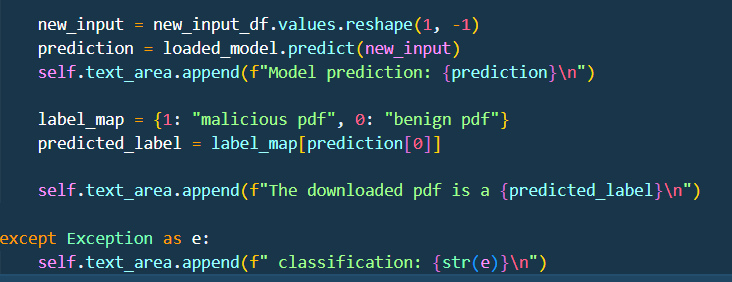 new_input = new_input_df.values.reshape(1, -1)
prediction = loaded_model.predict(new_input)
self.text_area.append(f"Model prediction: {prediction}\n")
label_map = {1: "malicious pdf", 0: "benign pdf"}
predicted_label = label_map[prediction[0]]
self.text_area.append(f"The downloaded pdf is a {predicted_label}\n")
except Exception as e:
self.text_area.append(f" classification: {str(e)}\n")